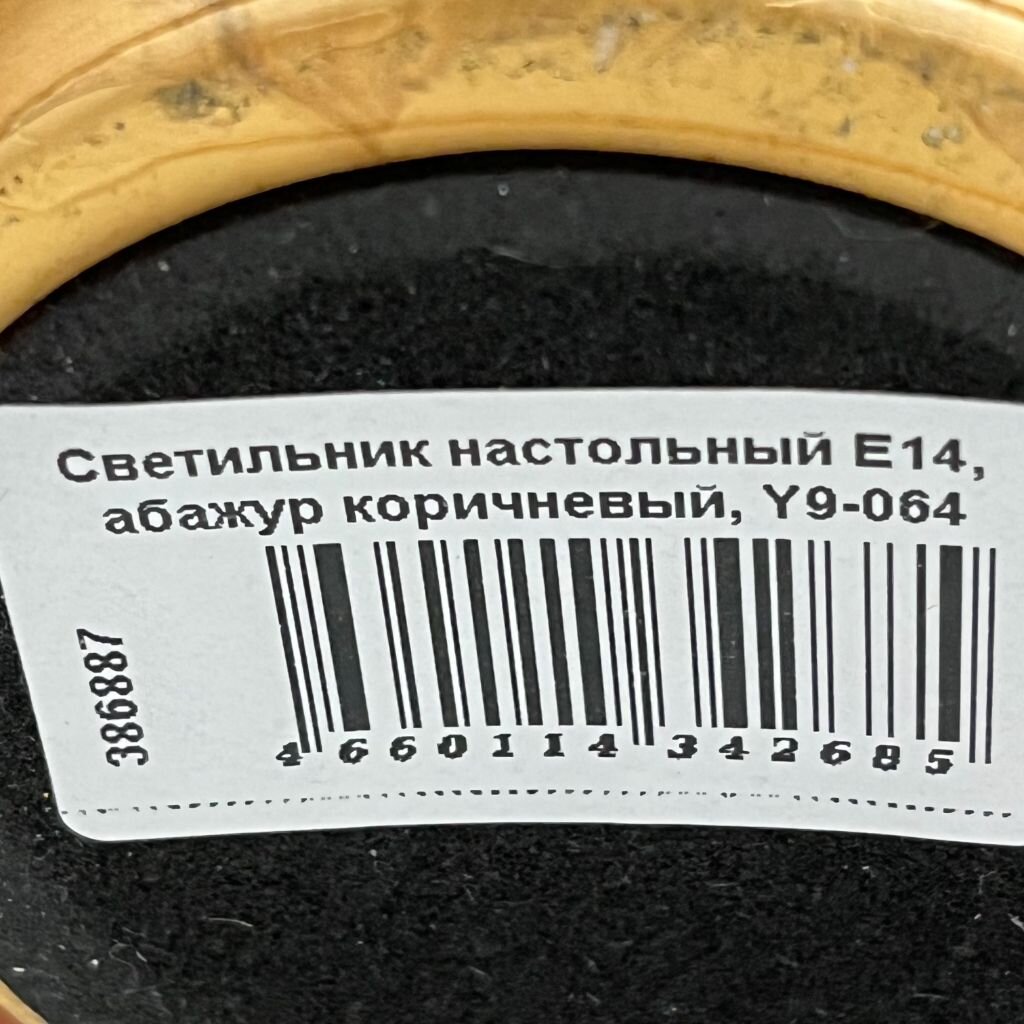 Светильник настольный E14,
абажур коричневый, Y9-064
386887
4660114342685